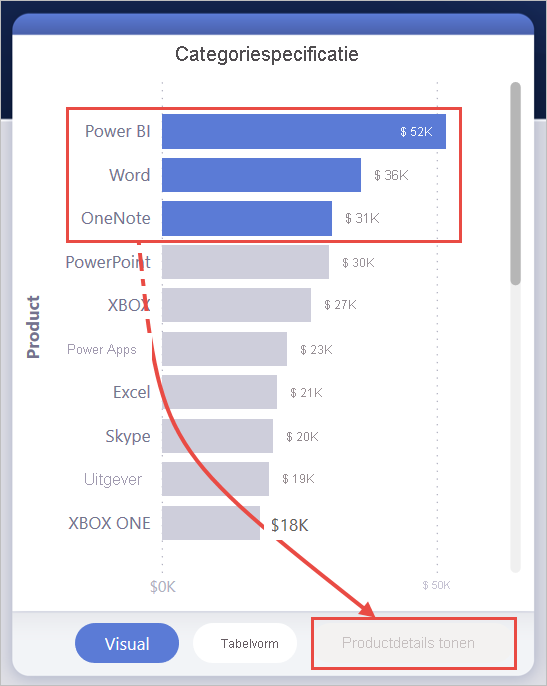 Categoriespecificatie
Product
Power BI $ 52K
Word $ 36K
OneNote $ 31K
PowerPoint $ 30K
XBOX $ 27K
Power Apps $ 23K
Excel $ 21K
Skype $ 20K
Uitgever $ 19K
XBOX ONE $18K
$0K $ 50K
Visual Tabelvorm Productdetails tonen